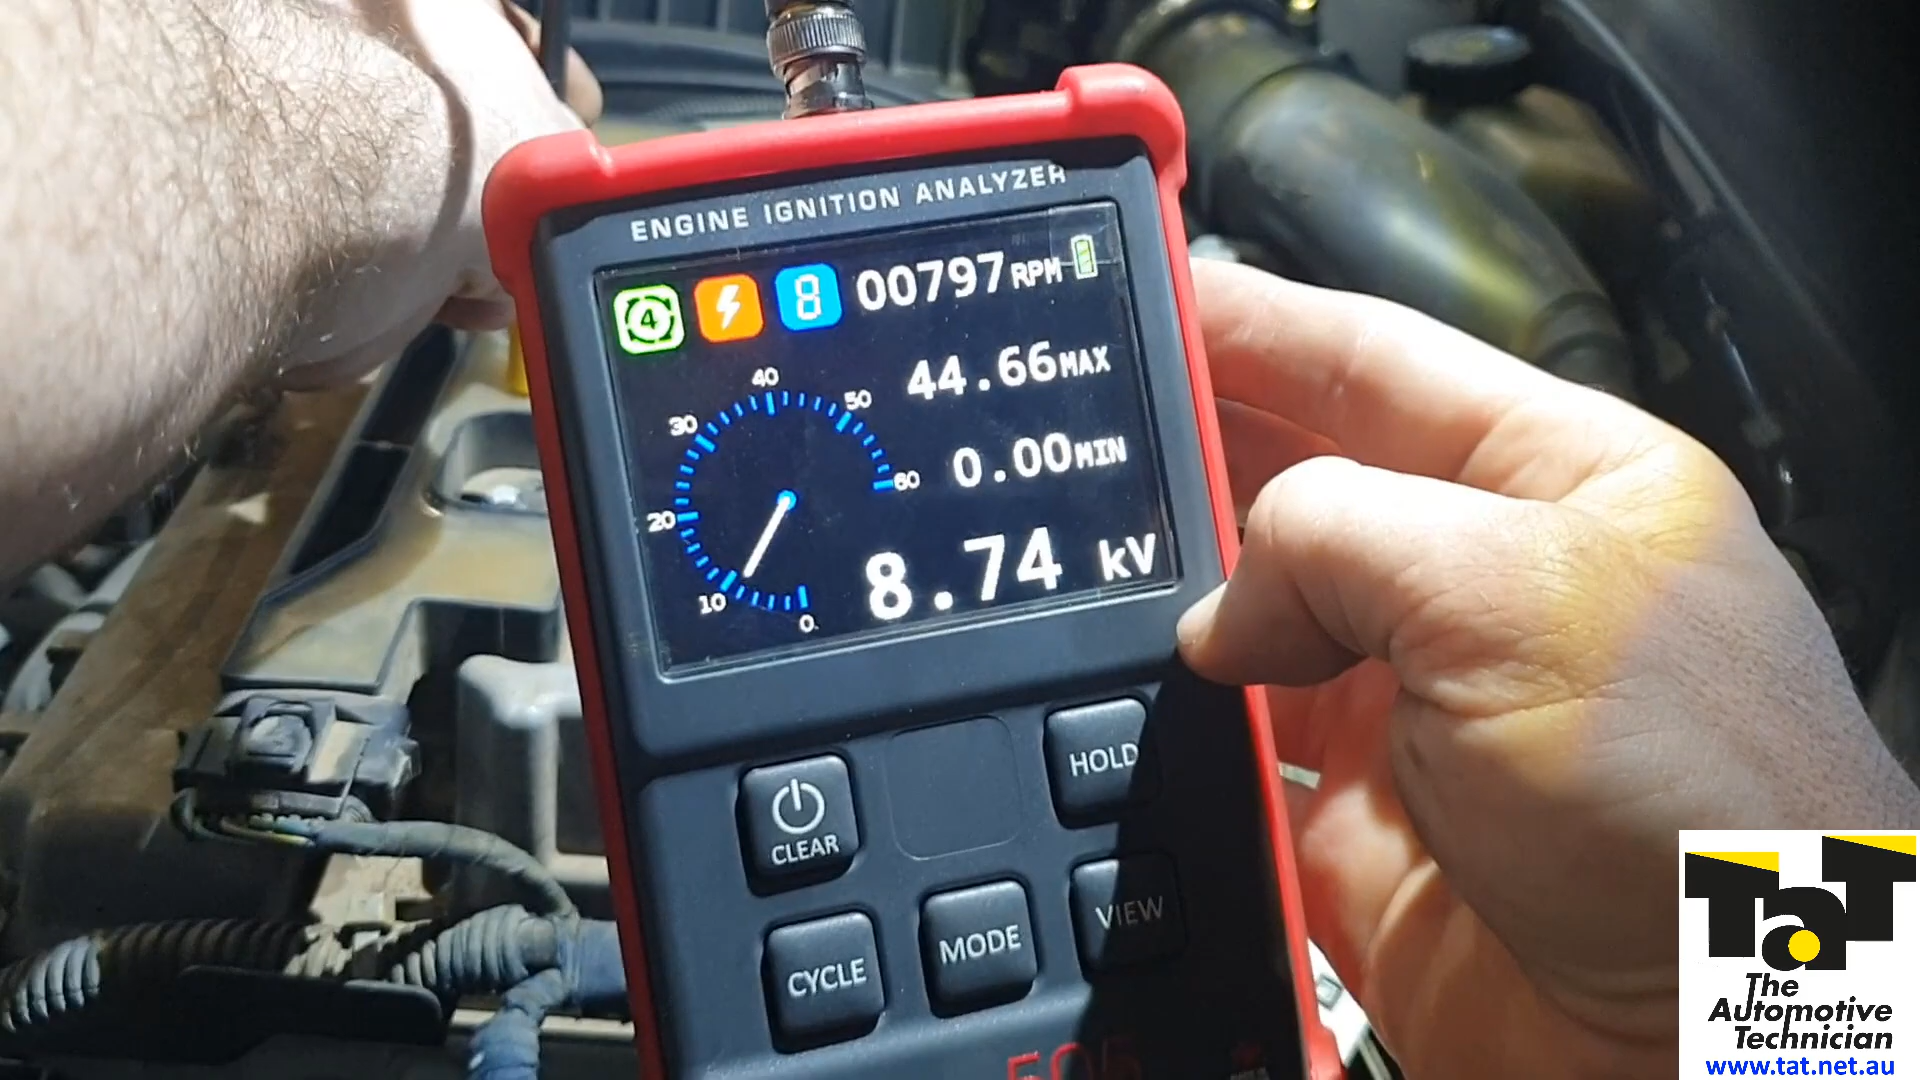 ENGINE IGNITION ANALYZER
4 8 00797 RPM
44.66 MAX
0.00 MIN
8.74 kV
0
10
20
30
40
50
60
HOLD
CLEAR
VIEW
MODE
CYCLE
TaT
The
Automotive
Technician
www.tat.net.au